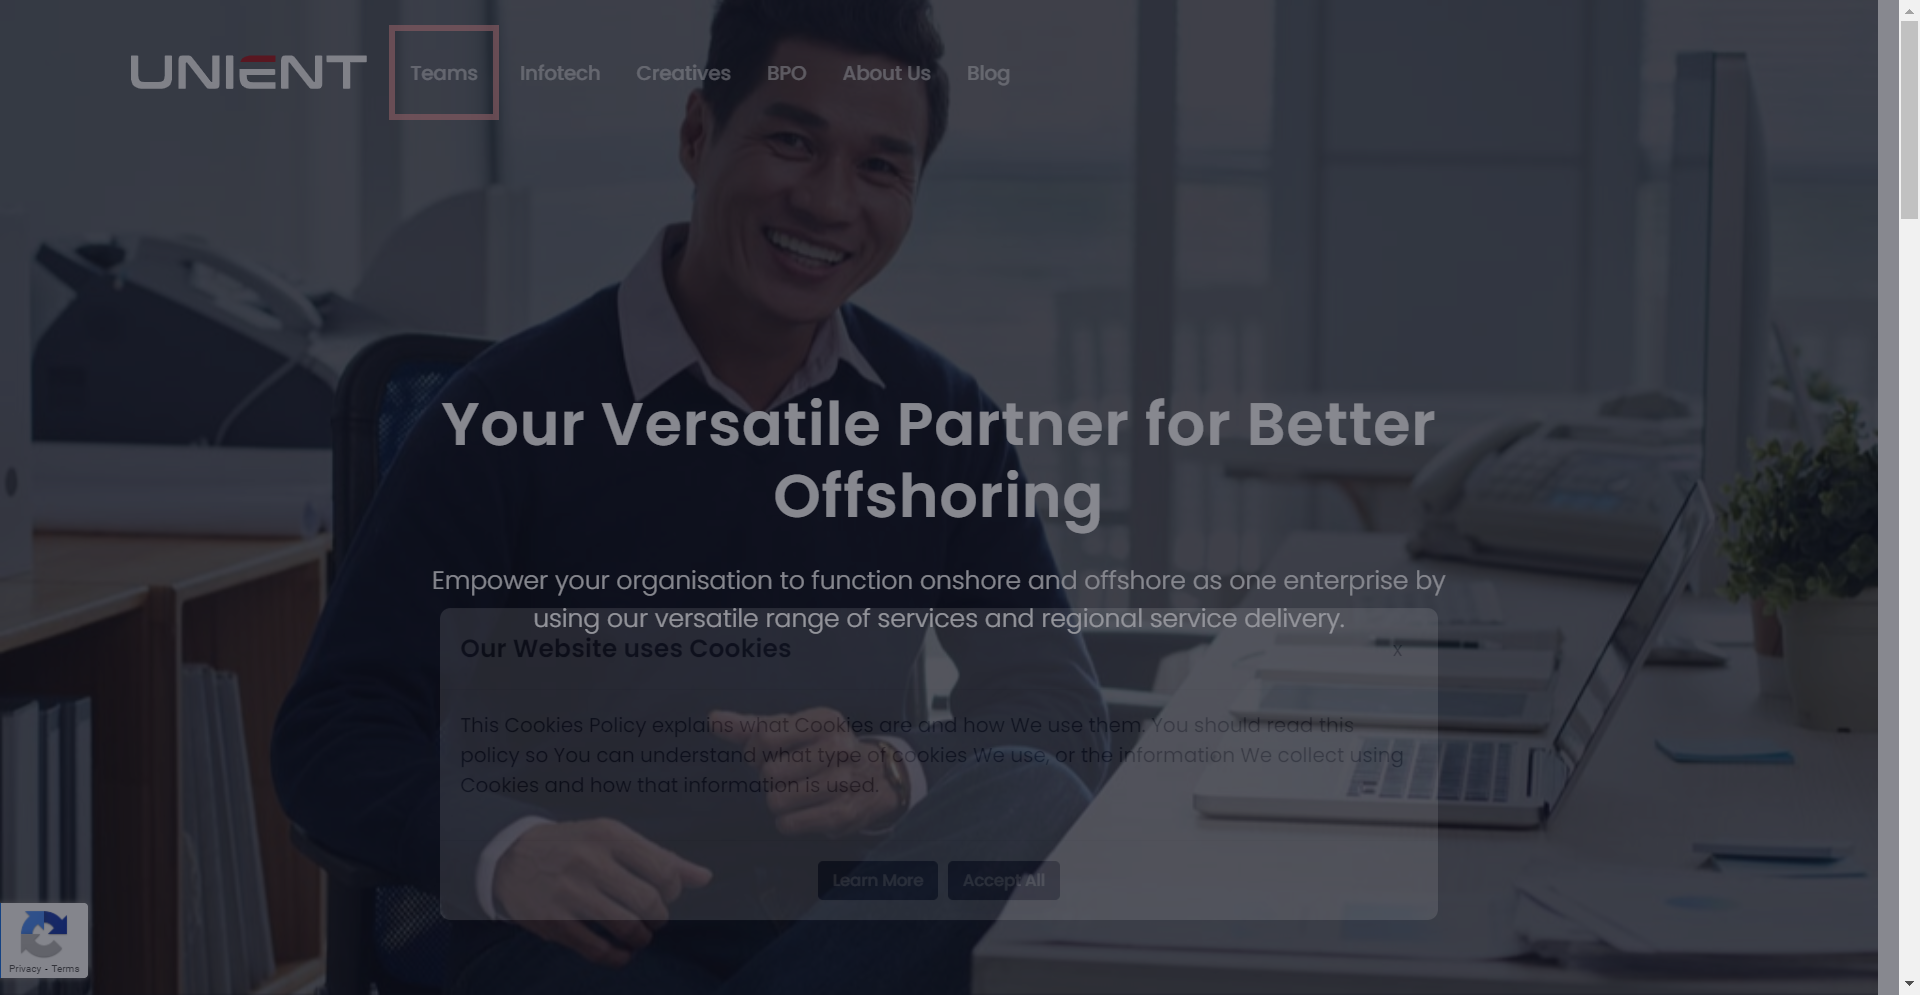 UNIENT
Teams
Infotech
Creatives
BPO
About Us
Blog
Your Versatile Partner for Better
Offshoring
Empower your organisation to function onshore and offshore as one enterprise by
using our versatile range of services and regional service delivery.
Our Website uses Cookies
X
This Cookies Policy explains what Cookies are and how We use them. You should read this
policy so You can understand what type of cookies We use, or the information We collect using
Cookies and how that information is used.
Learn More
Accept All
Privacy - Terms